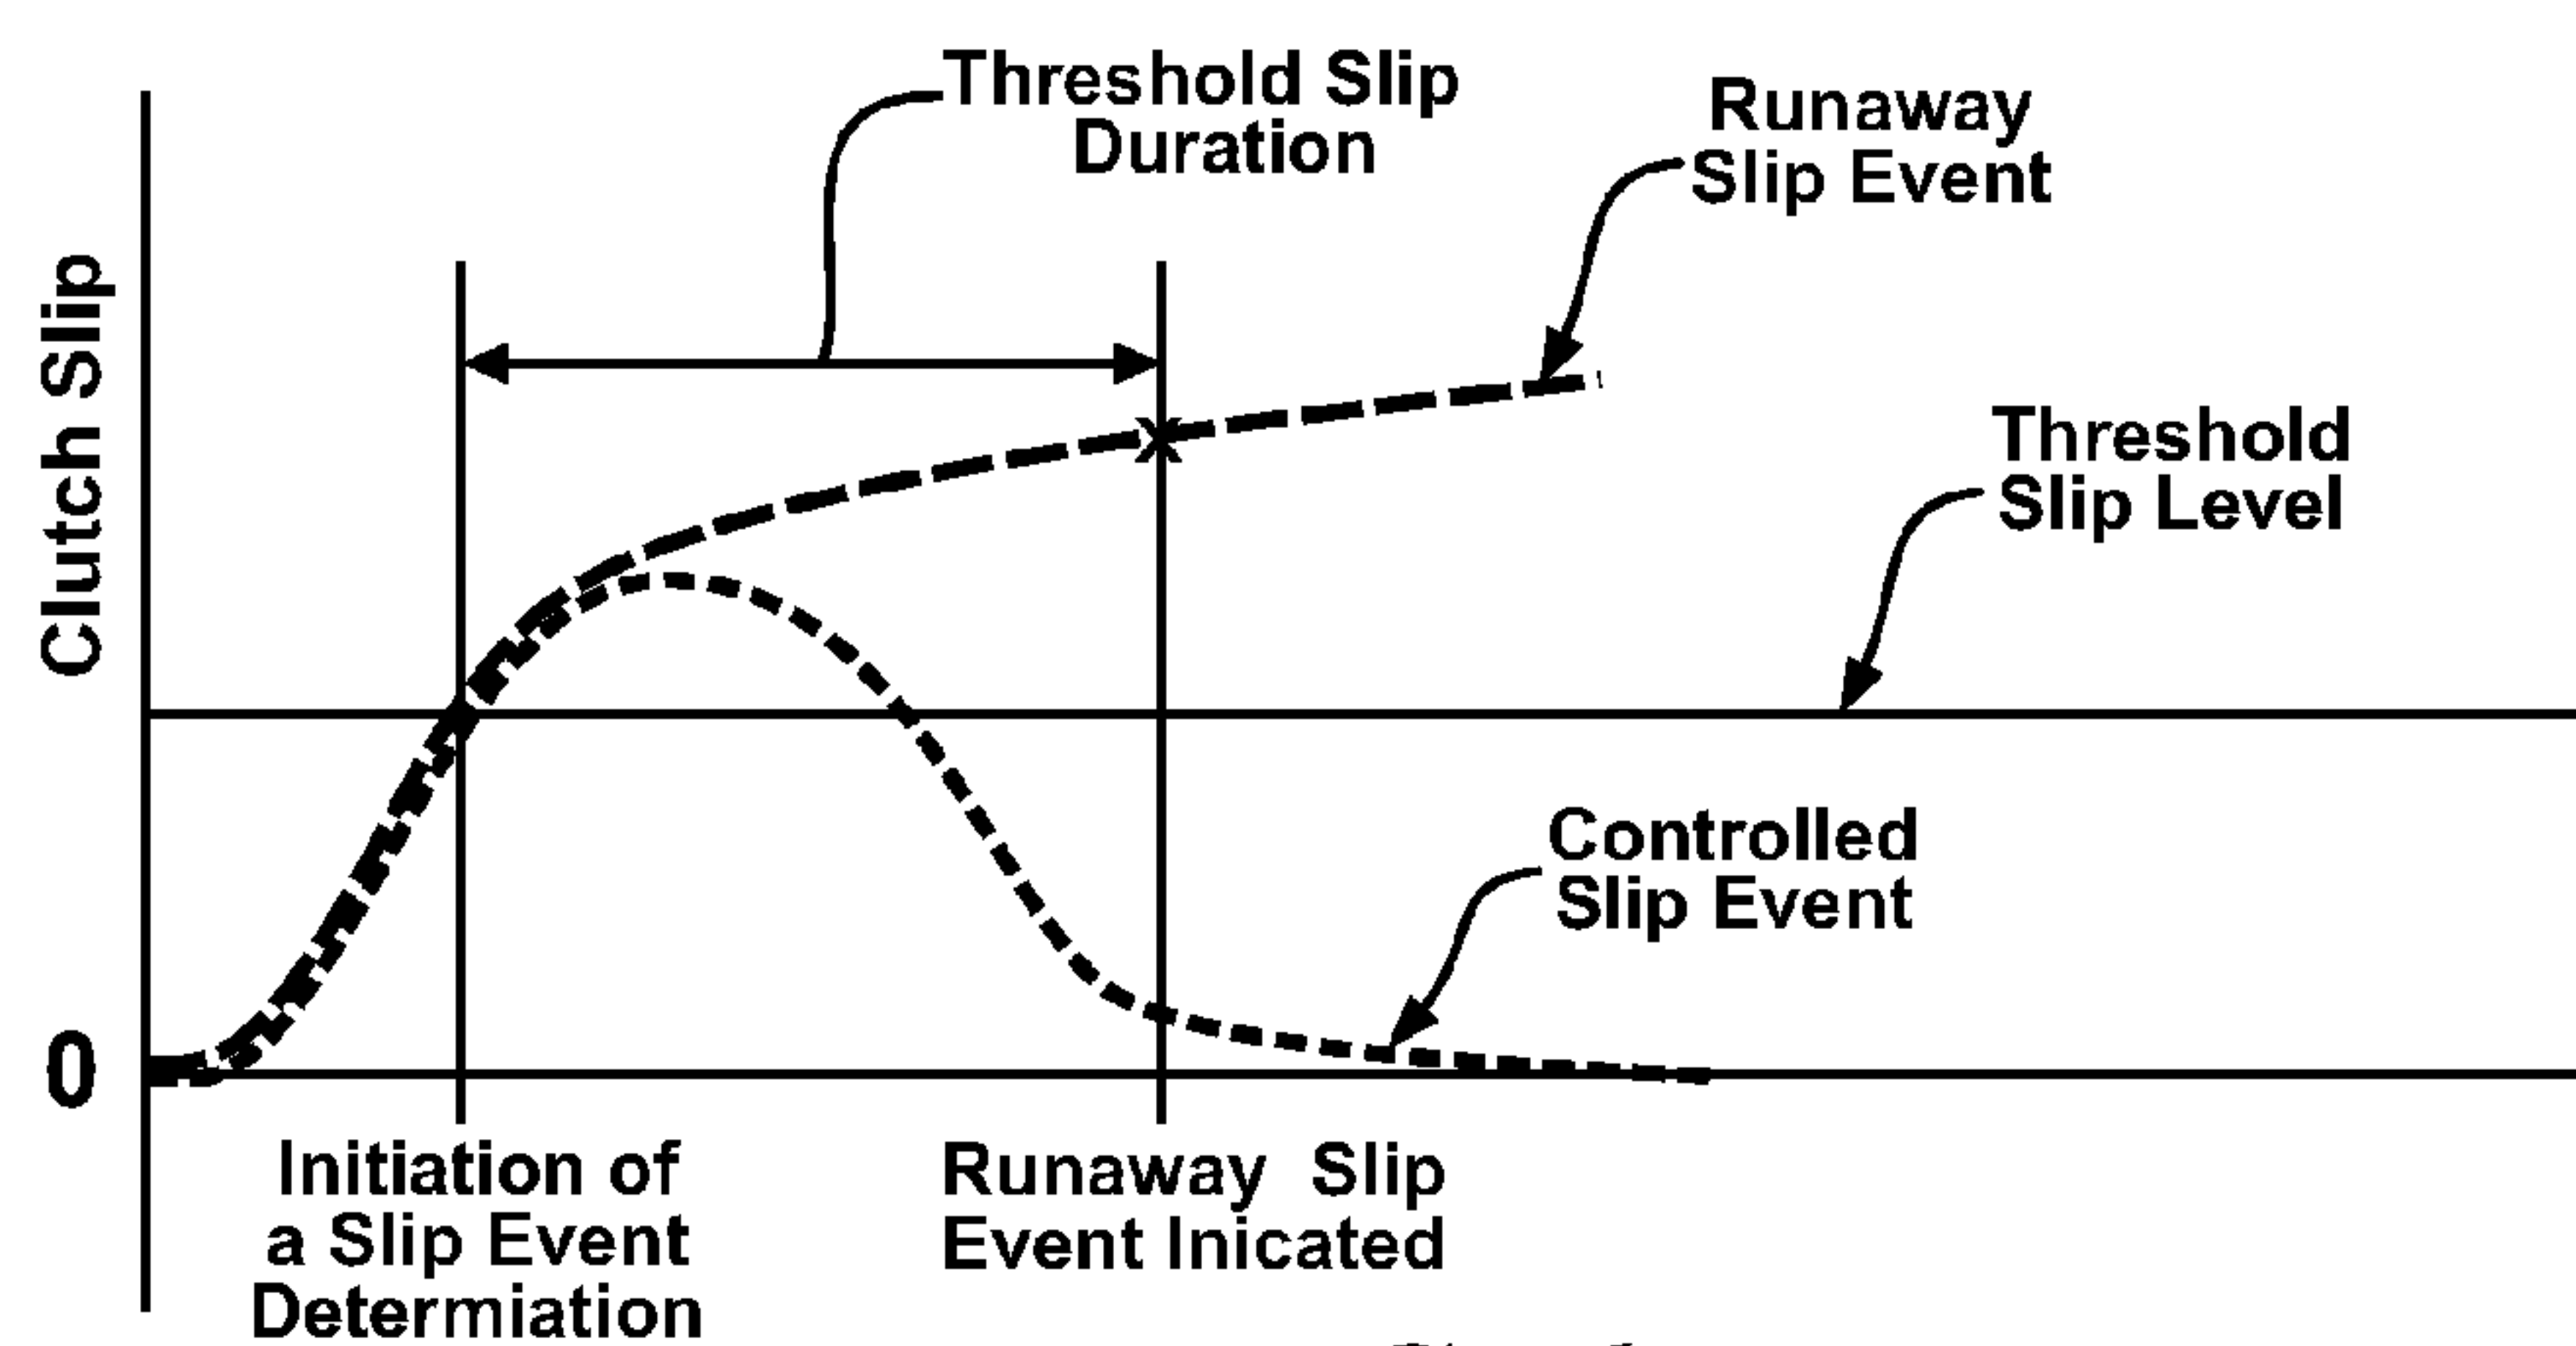 Threshold Slip
Duration
Runaway
Slip Event
Clutch Slip
Threshold
Slip Level
Controlled
Slip Event
0
Initiation of
a Slip Event
Determiation
Runaway Slip
Event Inicated